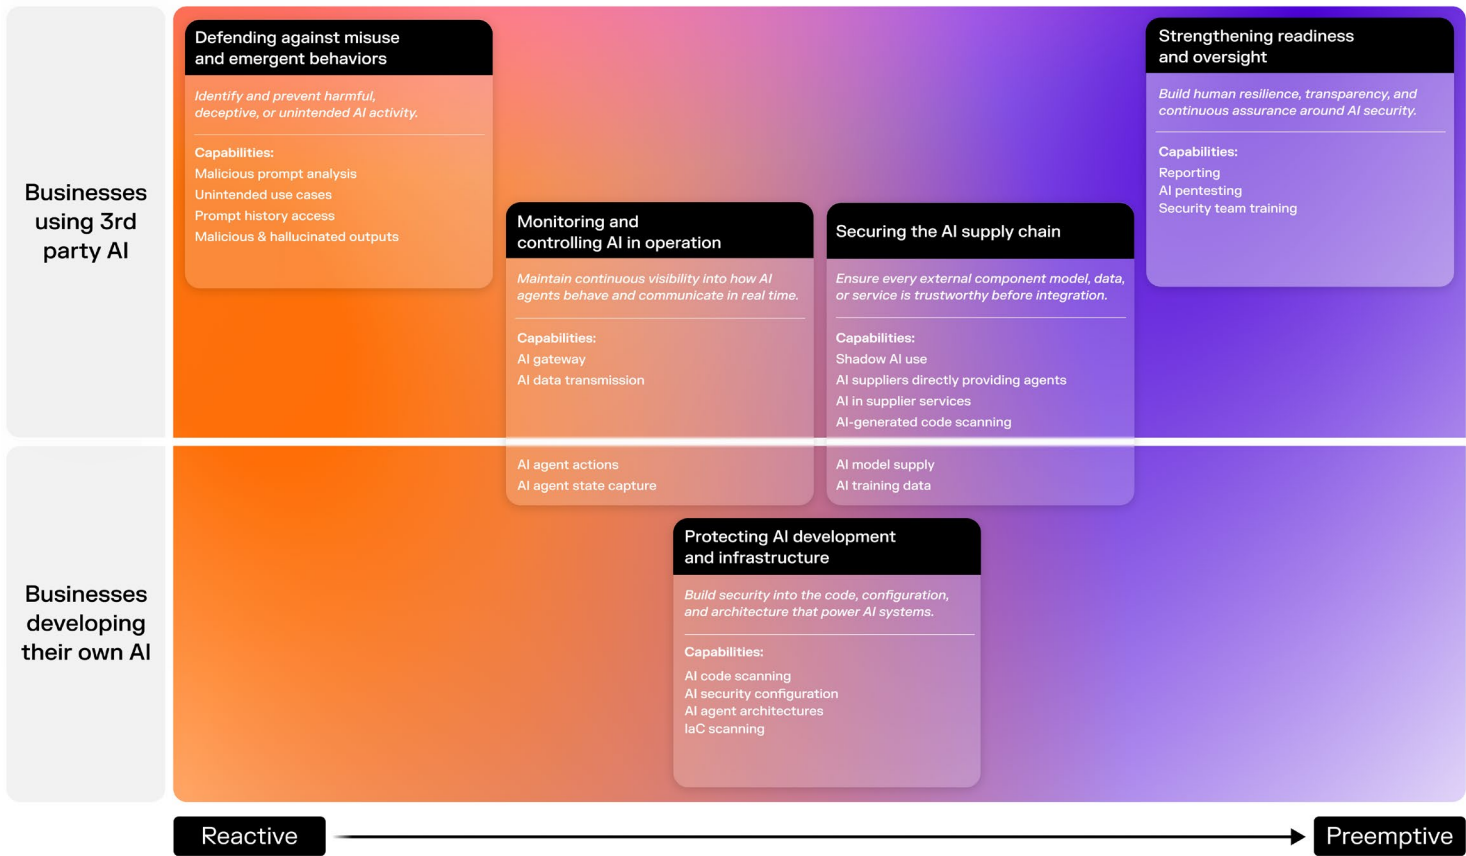 Businesses
using 3rd
party AI
Defending against misuse
and emergent behaviors
Identify and prevent harmful,
deceptive, or unintended AI activity.
Capabilities:
Malicious prompt analysis
Unintended use cases
Prompt history access
Malicious & hallucinated outputs
Monitoring and
controlling AI in operation
Maintain continuous visibility into how AI
agents behave and communicate in real time.
Capabilities:
AI gateway
AI data transmission
AI agent actions
AI agent state capture
Securing the AI supply chain
Ensure every external component model, data,
or service is trustworthy before integration.
Capabilities:
Shadow AI use
AI suppliers directly providing agents
AI in supplier services
AI-generated code scanning
AI model supply
AI training data
Strengthening readiness
and oversight
Build human resilience, transparency, and
continuous assurance around AI security.
Capabilities:
Reporting
AI pentesting
Security team training
Businesses
developing
their own AI
Protecting AI development
and infrastructure
Build security into the code, configuration,
and architecture that power AI systems.
Capabilities:
AI code scanning
AI security configuration
AI agent architectures
IaC scanning
Reactive
Preemptive